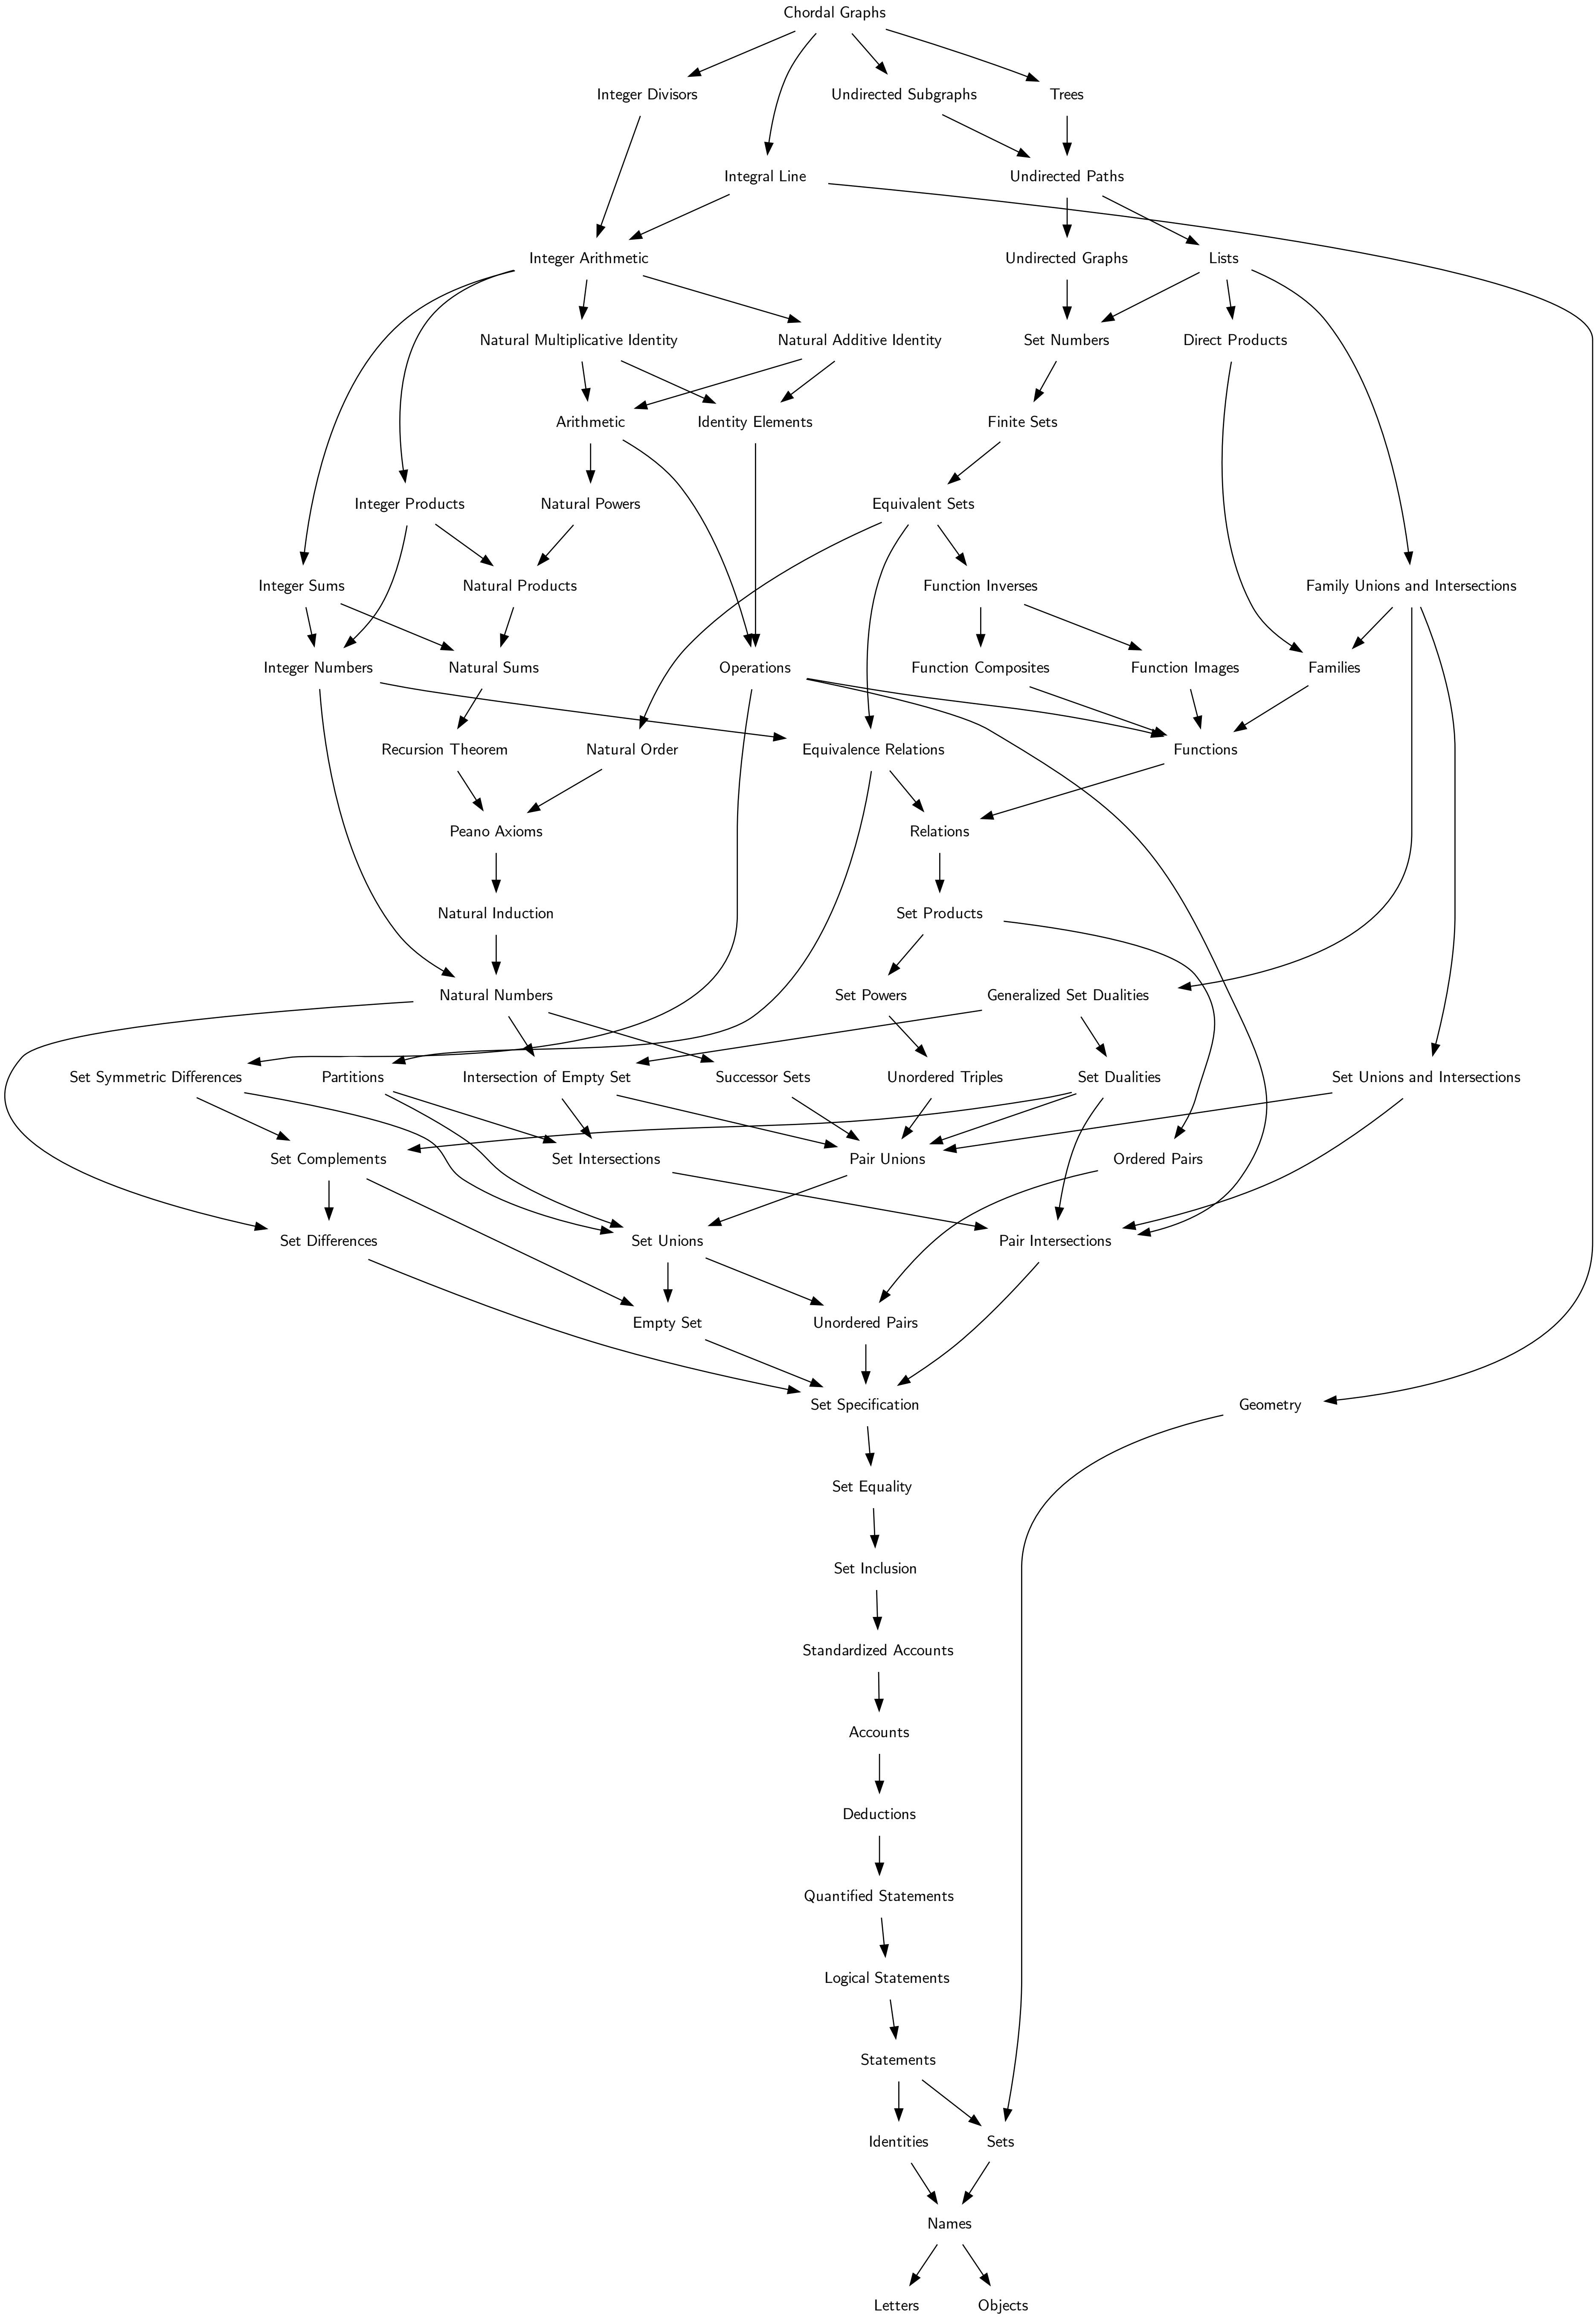 Chordal Graphs
Integer Divisors
Undirected Subgraphs
Trees
Integral Line
Undirected Paths
Integer Arithmetic
Undirected Graphs
Lists
Natural Multiplicative Identity
Natural Additive Identity
Set Numbers
Direct Products
Arithmetic
Identity Elements
Finite Sets
Integer Products
Natural Powers
Equivalent Sets
Integer Sums
Natural Products
Function Inverses
Family Unions and Intersections
Integer Numbers
Natural Sums
Operations
Function Composites
Function Images
Families
Recursion Theorem
Natural Order
Equivalence Relations
Functions
Peano Axioms
Relations
Natural Induction
Set Products
Natural Numbers
Set Powers
Generalized Set Dualities
Set Symmetric Differences
Partitions
Intersection of Empty Set
Successor Sets
Unordered Triples
Set Dualities
Set Unions and Intersections
Set Complements
Set Intersections
Pair Unions
Ordered Pairs
Set Differences
Set Unions
Pair Intersections
Empty Set
Unordered Pairs
Set Specification
Geometry
Set Equality
Set Inclusion
Standardized Accounts
Accounts
Deductions
Quantified Statements
Logical Statements
Statements
Identities
Sets
Names
Letters
Objects